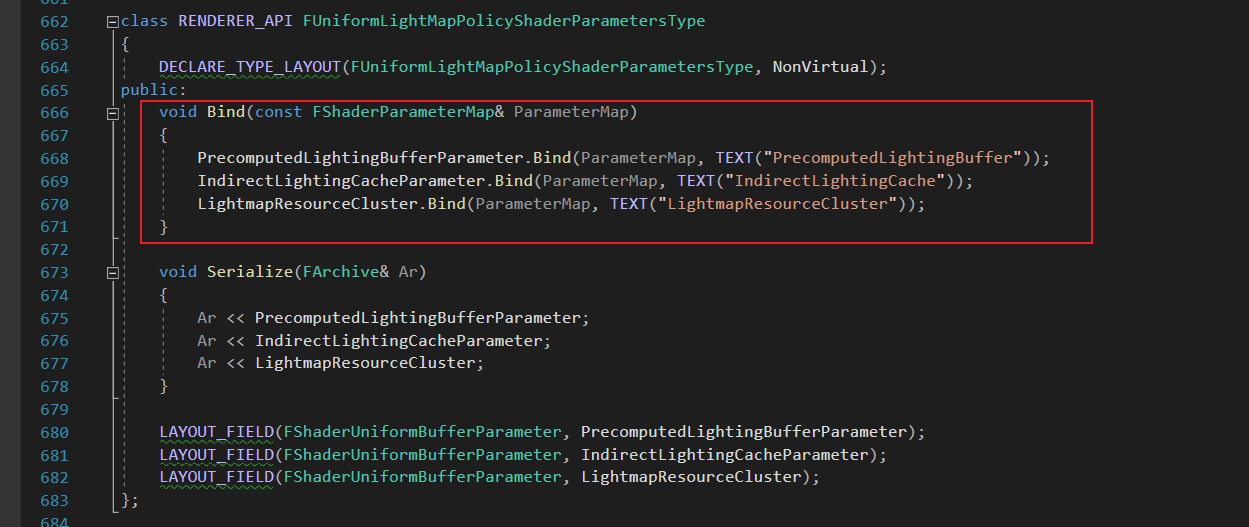 662 class RENDERER_API FUniformLightMapPolicyShaderParametersType
663 {
664 DECLARE_TYPE_LAYOUT(FUniformLightMapPolicyShaderParametersType, NonVirtual);
665 public:
666 void Bind(const FShaderParameterMap& ParameterMap)
667 {
668 PrecomputedLightingBufferParameter.Bind(ParameterMap, TEXT("PrecomputedLightingBuffer"));
669 IndirectLightingCacheParameter.Bind(ParameterMap, TEXT("IndirectLightingCache"));
670 LightmapResourceCluster.Bind(ParameterMap, TEXT("LightmapResourceCluster"));
671 }
672
673 void Serialize(FArchive& Ar)
674 {
675 Ar << PrecomputedLightingBufferParameter;
676 Ar << IndirectLightingCacheParameter;
677 Ar << LightmapResourceCluster;
678 }
679
680 LAYOUT_FIELD(FShaderUniformBufferParameter, PrecomputedLightingBufferParameter);
681 LAYOUT_FIELD(FShaderUniformBufferParameter, IndirectLightingCacheParameter);
682 LAYOUT_FIELD(FShaderUniformBufferParameter, LightmapResourceCluster);
683 };
684